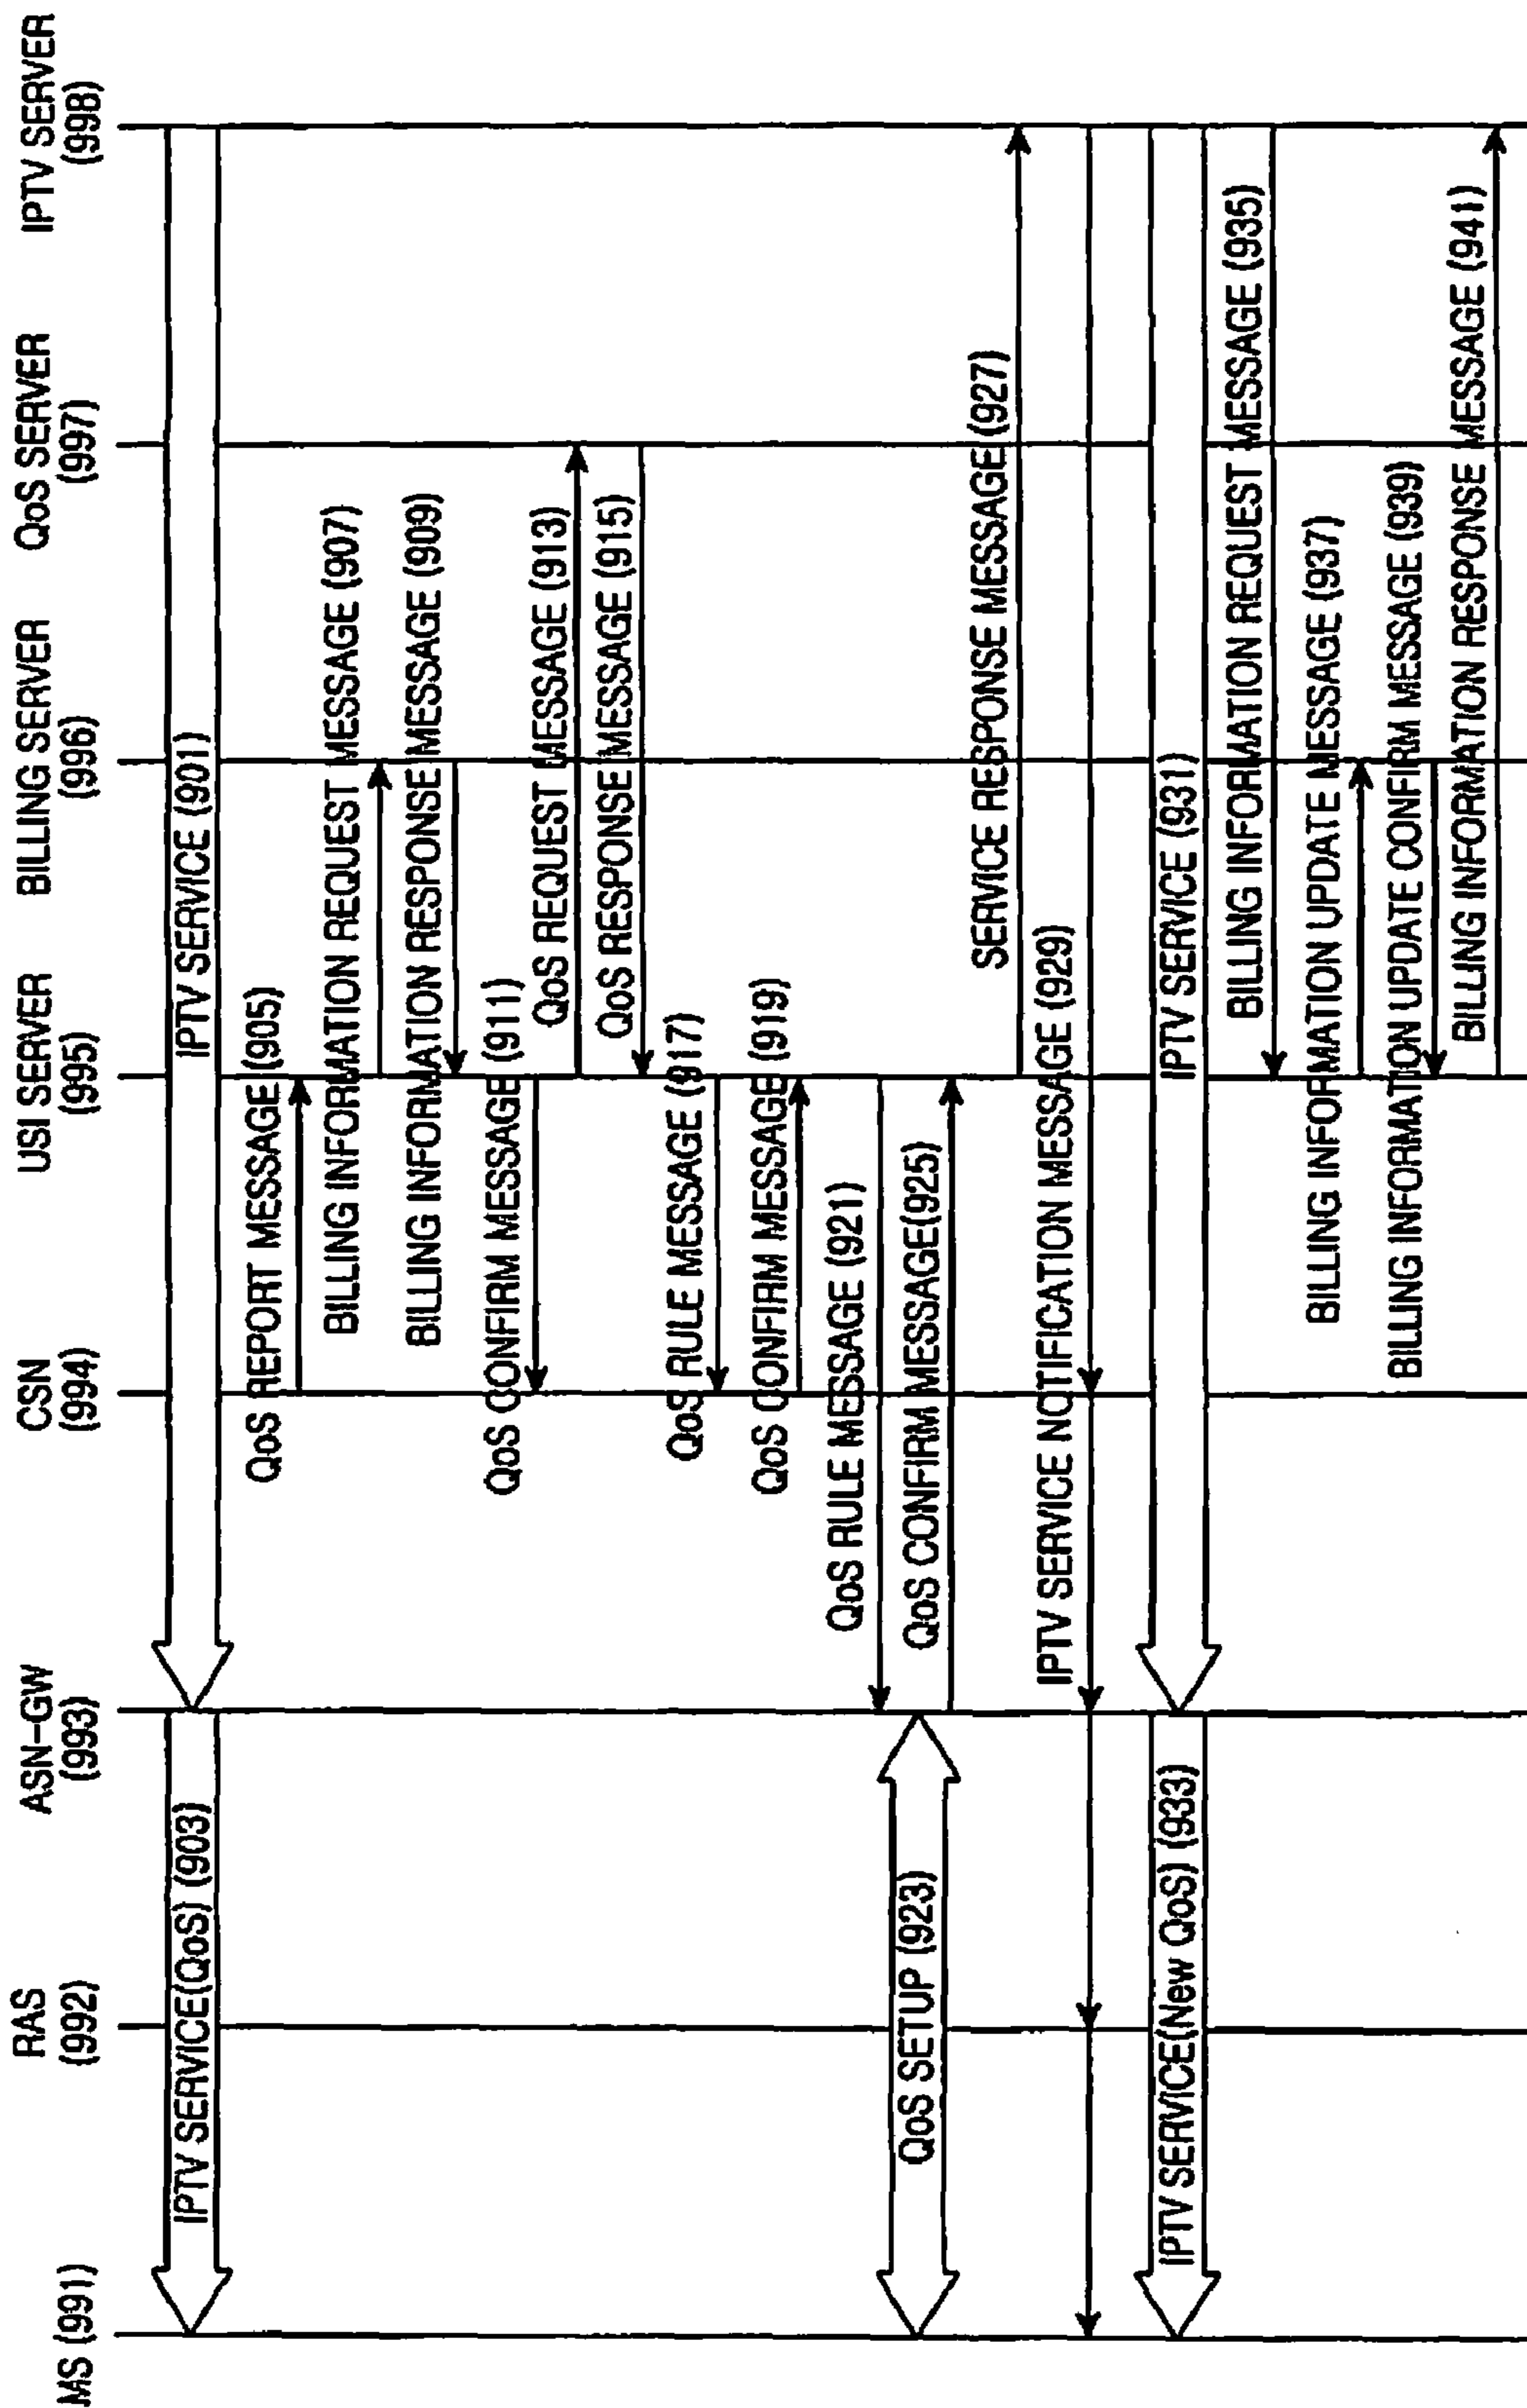 MS (991)
RAS
(992)
ASN-GW
(993)
CSN
(994)
USI SERVER
(995)
BILLING SERVER
(996)
QoS SERVER
(997)
IPTV SERVER
(998)
IPTV SERVICE(QoS) (903)
IPTV SERVICE (901)
QoS REPORT MESSAGE (905)
BILLING INFORMATION REQUEST MESSAGE (907)
BILLING INFORMATION RESPONSE MESSAGE (909)
QoS CONFIRM MESSAGE (911)
QoS REQUEST MESSAGE (913)
QoS RESPONSE MESSAGE (915)
QoS RULE MESSAGE (917)
QoS CONFIRM MESSAGE (919)
QoS RULE MESSAGE (921)
QoS SETUP (923)
QoS CONFIRM MESSAGE(925)
SERVICE RESPONSE MESSAGE (927)
IPTV SERVICE NOTIFICATION MESSAGE (929)
IPTV SERVICE(New QoS) (933)
IPTV SERVICE (931)
BILLING INFORMATION REQUEST MESSAGE (935)
BILLING INFORMATION UPDATE MESSAGE (937)
BILLING INFORMATION UPDATE CONFIRM MESSAGE (939)
BILLING INFORMATION RESPONSE MESSAGE (941)